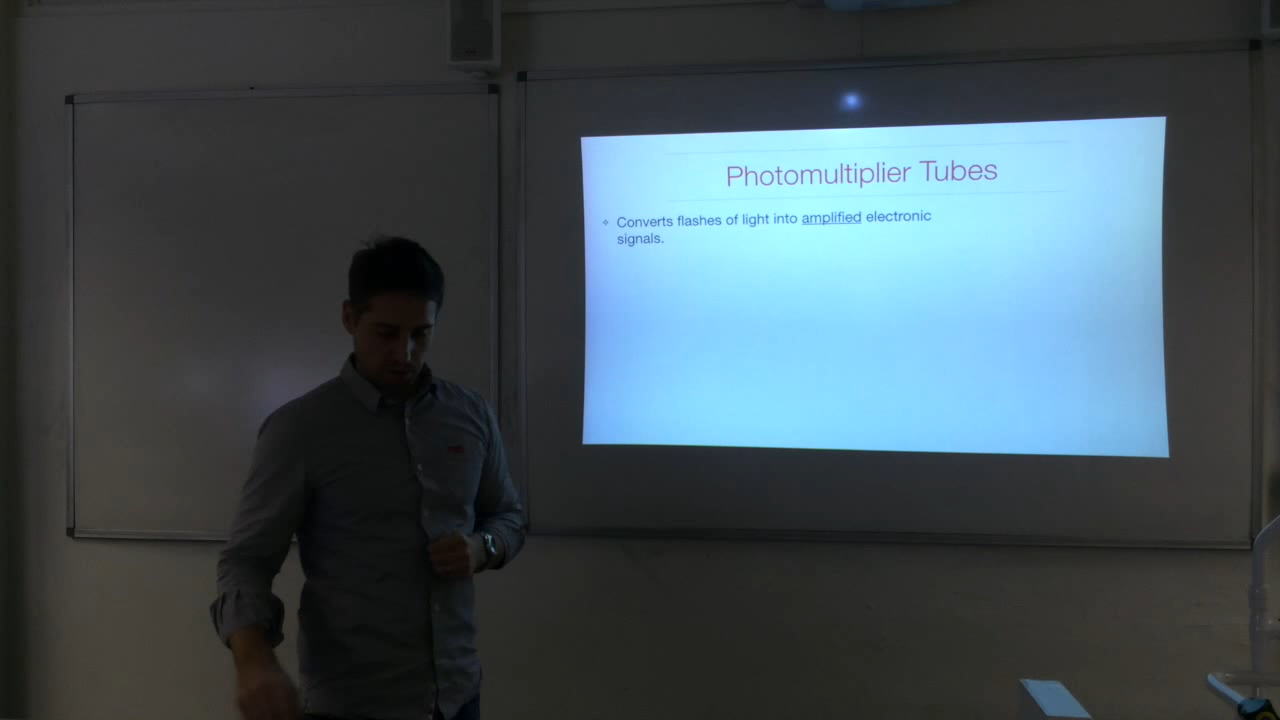 Photomultiplier Tubes
Converts flashes of light into amplified electronic
signals.